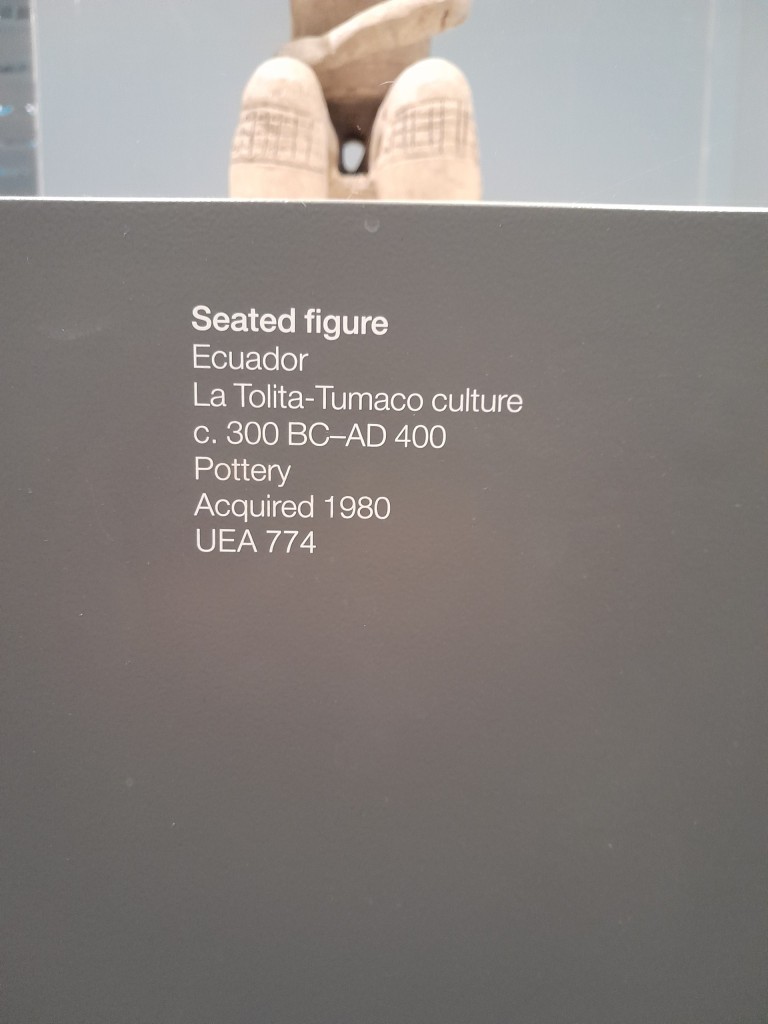 Seated figure
Ecuador
La Tolita-Tumaco culture
c. 300 BC–AD 400
Pottery
Acquired 1980
UEA 774